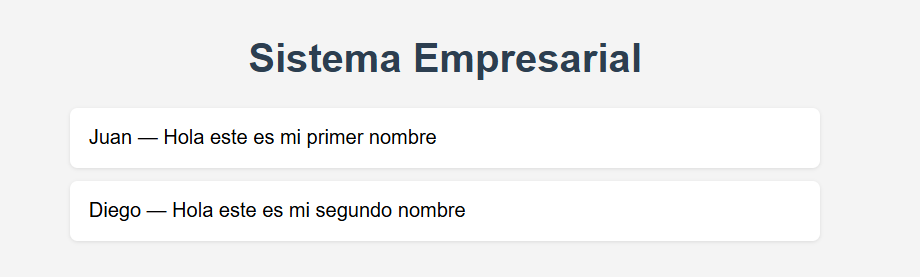 Sistema Empresarial
Juan — Hola este es mi primer nombre
Diego — Hola este es mi segundo nombre